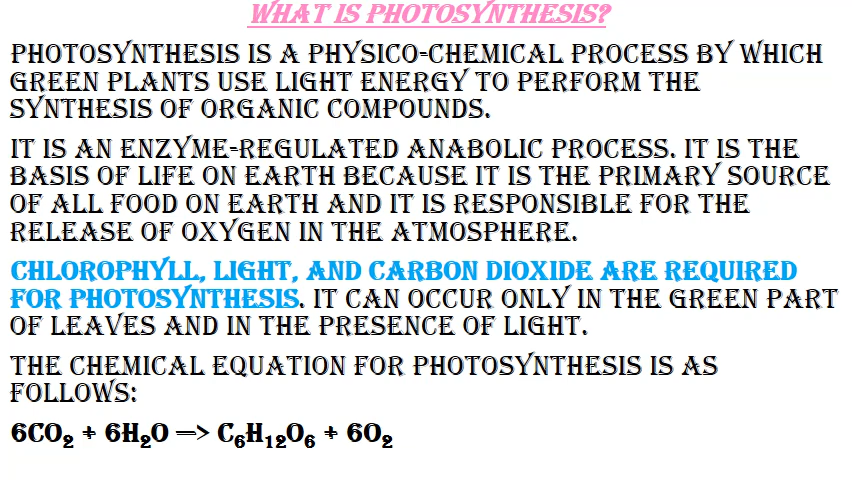 WHAT IS PHOTOSYNTHESIS?
PHOTOSYNTHESIS IS A PHYSICO-CHEMICAL PROCESS BY WHICH
GREEN PLANTS USE LIGHT ENERGY TO PERFORM THE
SYNTHESIS OF ORGANIC COMPOUNDS.
IT IS AN ENZYME-REGULATED ANABOLIC PROCESS. IT IS THE
BASIS OF LIFE ON EARTH BECAUSE IT IS THE PRIMARY SOURCE
OF ALL FOOD ON EARTH AND IT IS RESPONSIBLE FOR THE
RELEASE OF OXYGEN IN THE ATMOSPHERE.
CHLOROPHYLL, LIGHT, AND CARBON DIOXIDE ARE REQUIRED
FOR PHOTOSYNTHESIS. IT CAN OCCUR ONLY IN THE GREEN PART
OF LEAVES AND IN THE PRESENCE OF LIGHT.
THE CHEMICAL EQUATION FOR PHOTOSYNTHESIS IS AS
FOLLOWS:
6CO₂ + 6H₂O —> C₆H₁₂O₆ + 6O₂